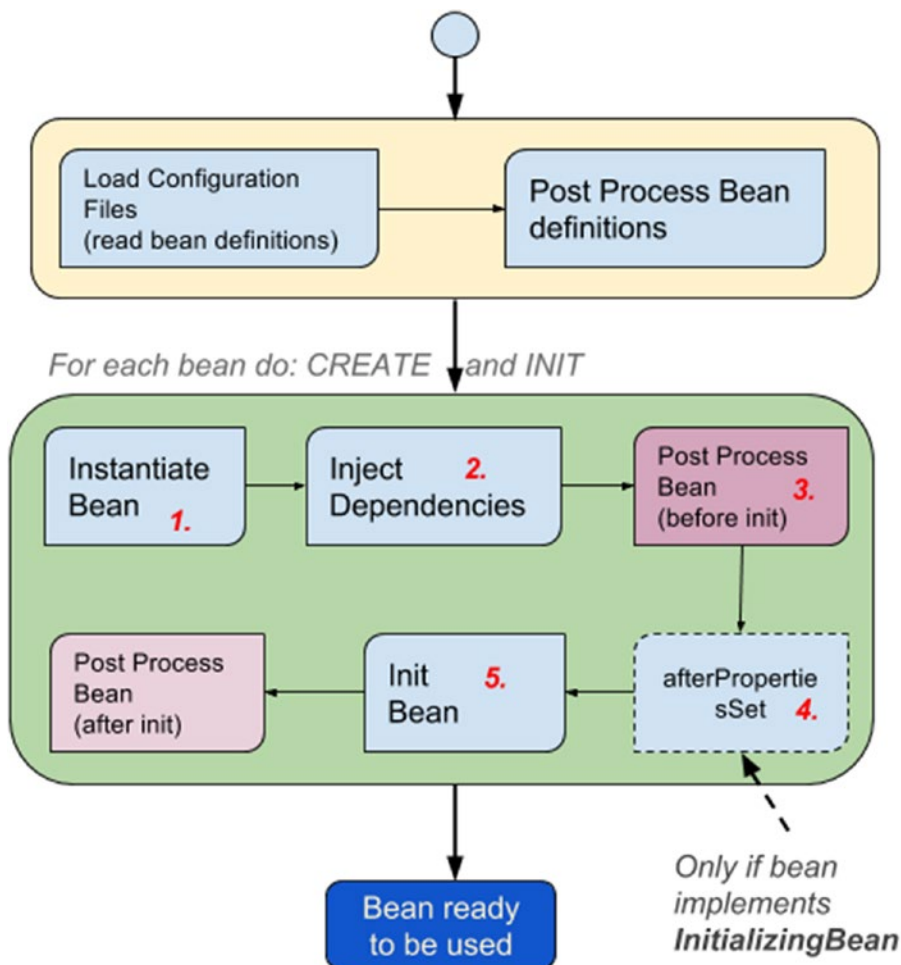 Load Configuration
Files
(read bean definitions)
Post Process Bean
definitions
For each bean do: CREATE and INIT
Instantiate
Bean 1.
Inject 2.
Dependencies
Post Process
Bean 3.
(before init)
afterPropertie
sSet 4.
Init 5.
Bean
Post Process
Bean
(after init)
Only if bean
implements
InitializingBean
Bean ready
to be used